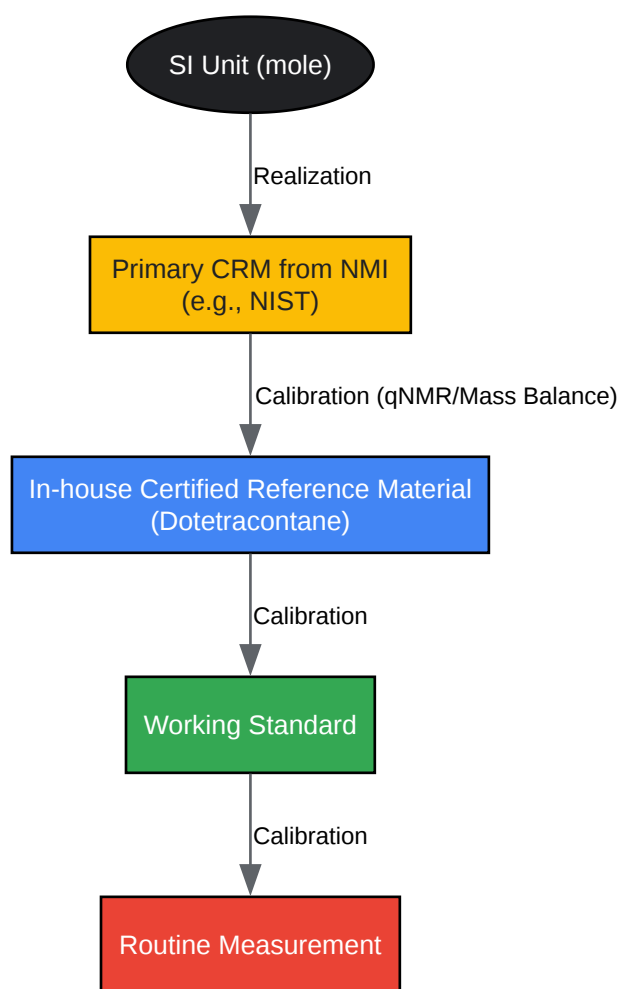 SI Unit (mole)
Realization
Primary CRM from NMI
(e.g., NIST)
Calibration (qNMR/Mass Balance)
In-house Certified Reference Material
(Dotetracontane)
Calibration
Working Standard
Calibration
Routine Measurement